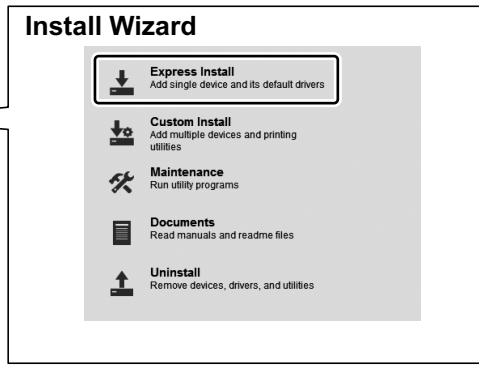 Install Wizard
Express Install
Add single device and its default drivers
Custom Install
Add multiple devices and printing
utilities
Maintenance
Run utility programs
Documents
Read manuals and readme files
Uninstall
Remove devices, drivers, and utilities